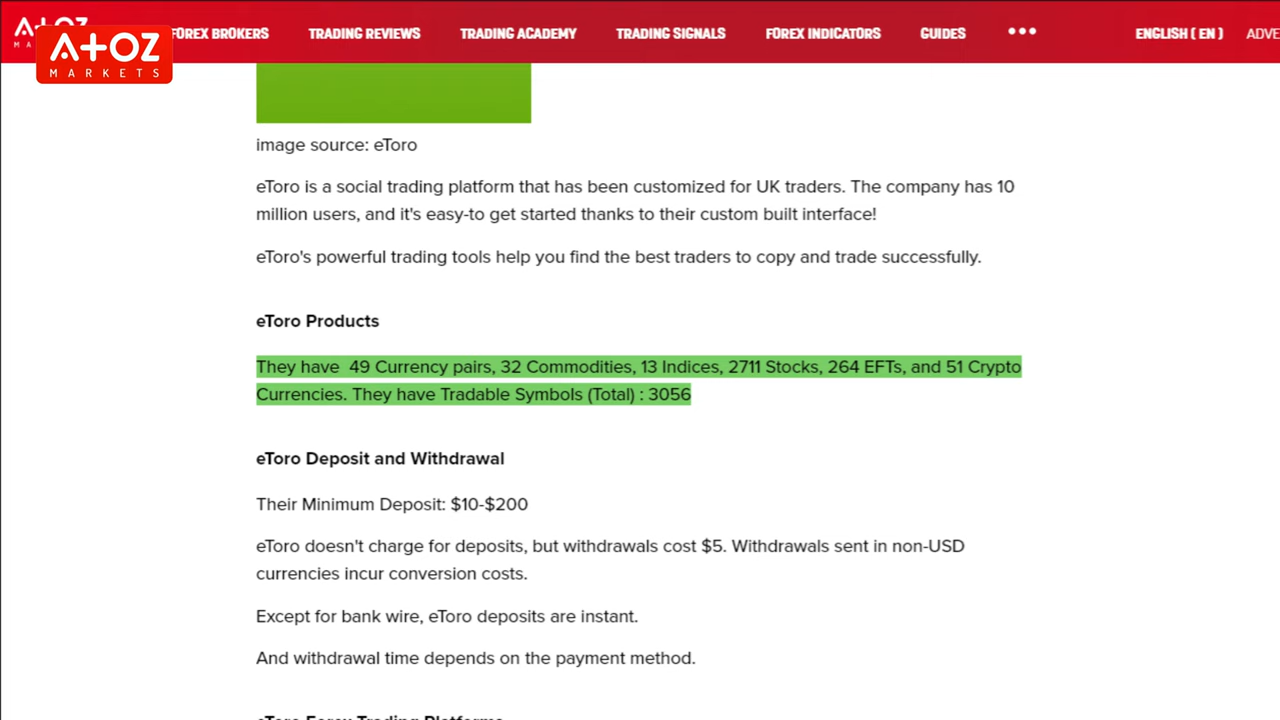 A+OZ
MARKETS
FOREX BROKERS
TRADING REVIEWS
TRADING ACADEMY
TRADING SIGNALS
FOREX INDICATORS
GUIDES
ENGLISH ( EN )
ADVE
image source: eToro
eToro is a social trading platform that has been customized for UK traders. The company has 10
million users, and it's easy-to get started thanks to their custom built interface!
eToro's powerful trading tools help you find the best traders to copy and trade successfully.
eToro Products
They have 49 Currency pairs, 32 Commodities, 13 Indices, 2711 Stocks, 264 EFTs, and 51 Crypto
Currencies. They have Tradable Symbols (Total) : 3056
eToro Deposit and Withdrawal
Their Minimum Deposit: $10-$200
eToro doesn't charge for deposits, but withdrawals cost $5. Withdrawals sent in non-USD
currencies incur conversion costs.
Except for bank wire, eToro deposits are instant.
And withdrawal time depends on the payment method.
eToro Forex Trading Platforms